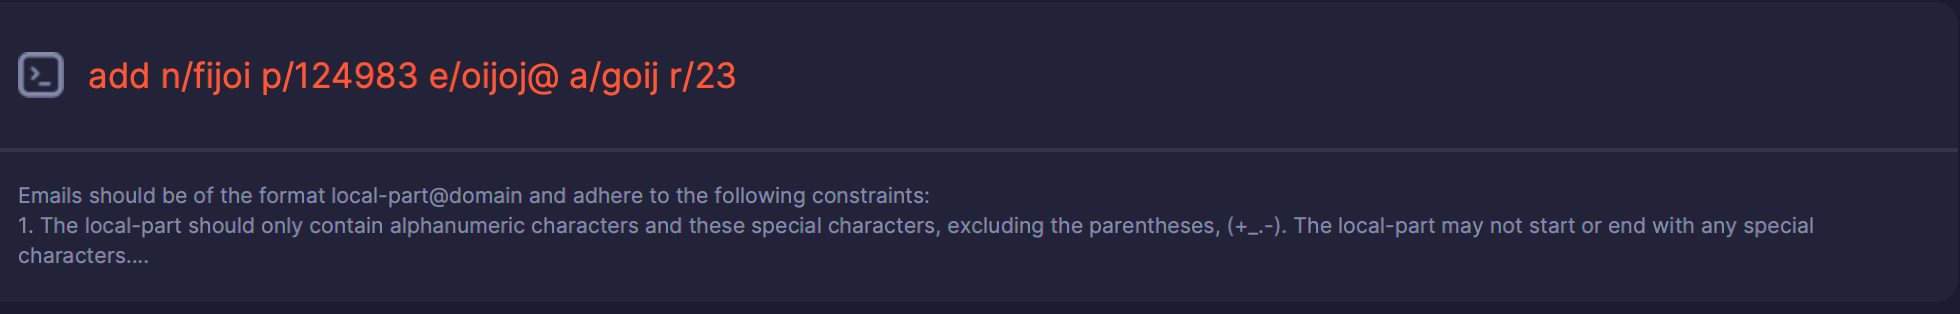 add n/fijoi p/124983 e/oijoj@ a/goij r/23
Emails should be of the format local-part@domain and adhere to the following constraints:
1. The local-part should only contain alphanumeric characters and these special characters, excluding the parentheses, (+_.-). The local-part may not start or end with any special
characters....